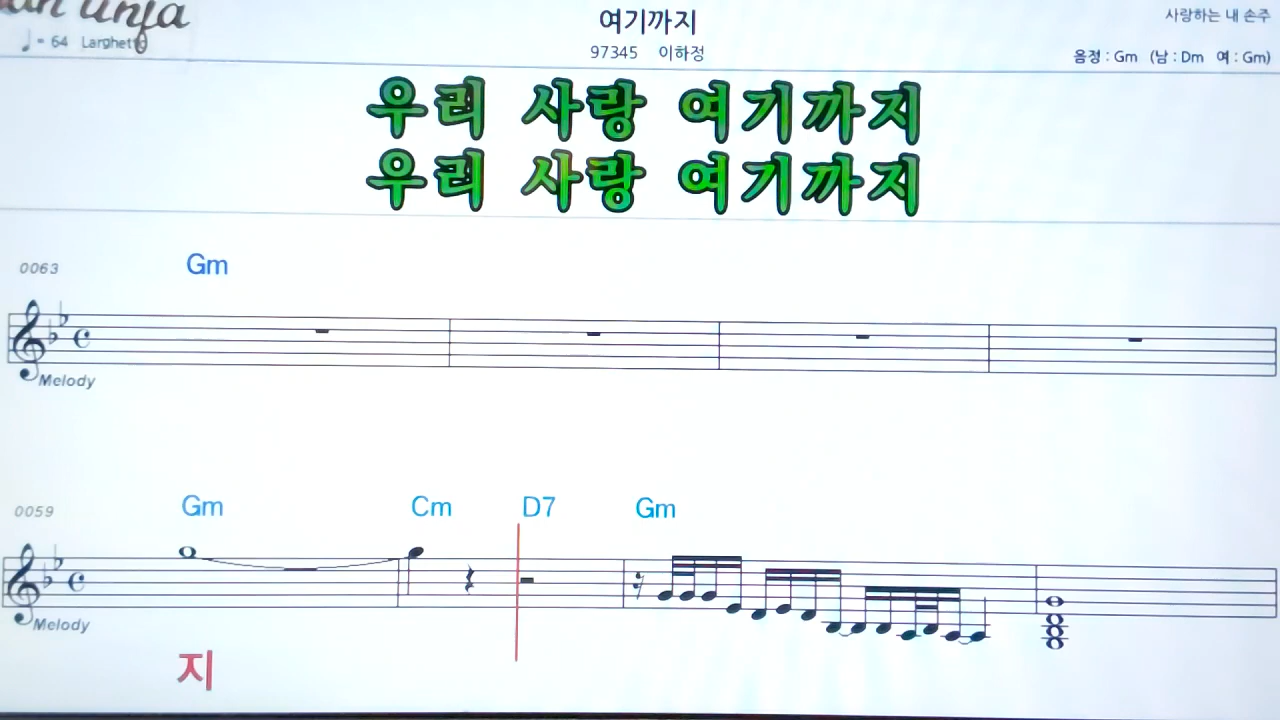 여기까지
사랑하는 내 손주
♩= 64 Larghetto
97345 이하정
음정 : Gm (남 : Dm 여 : Gm)
우리 사랑 여기까지
우리 사랑 여기까지
0063 Gm
Melody
0059 Gm Cm D7 Gm
Melody
지